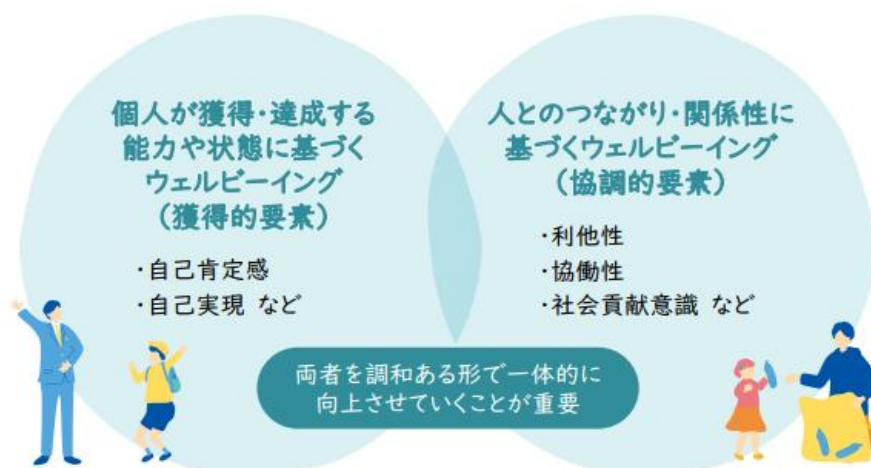 個人が獲得・達成する
能力や状態に基づく
ウェルビーイング
（獲得的要素）
・自己肯定感
・自己実現 など
人とのつながり・関係性に
基づくウェルビーイング
（協調的要素）
・利他性
・協働性
・社会貢献意識 など
両者を調和ある形で一体的に
向上させていくことが重要